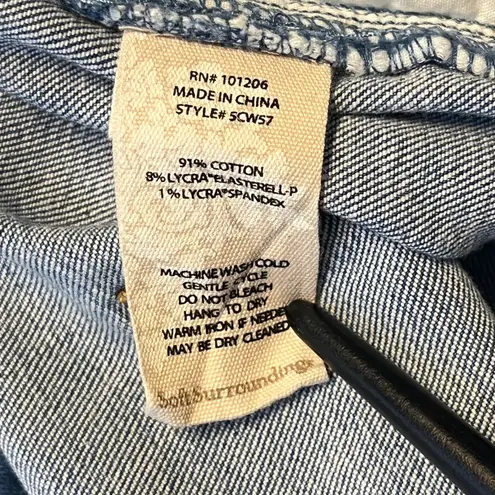 RN# 101206
MADE IN CHINA
STYLE# 5CW57
91% COTTON
8% LYCRA®ELASTERELL-P
1% LYCRA®SPANDEX
MACHINE WASH COLD
GENTLE CYCLE
DO NOT BLEACH
HANG TO DRY
WARM IRON IF NEEDED
MAY BE DRY CLEANED
Soft Surroundings